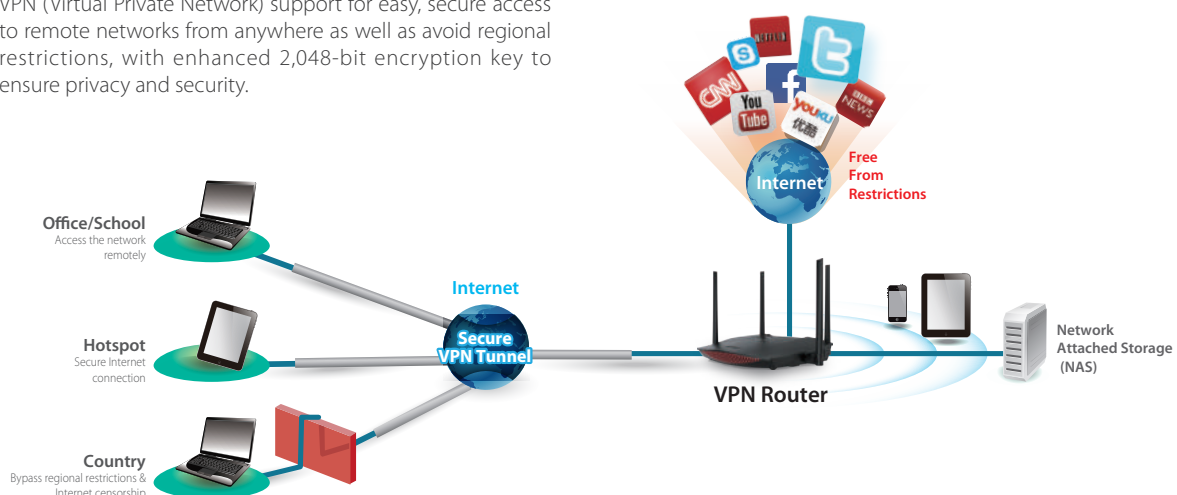 VPN (Virtual Private Network) support for easy, secure access
to remote networks from anywhere as well as avoid regional
restrictions, with enhanced 2,048-bit encryption key to
ensure privacy and security.
NETFLIX
CNN
You
Tube
YOUKU
优酷
BBC
NEWS
Internet
Free
From
Restrictions
Office/School
Access the network
remotely
Hotspot
Secure Internet
connection
Country
Bypass regional restrictions &
Internet censorship
Internet
Secure
VPN Tunnel
VPN Router
Network
Attached Storage
(NAS)